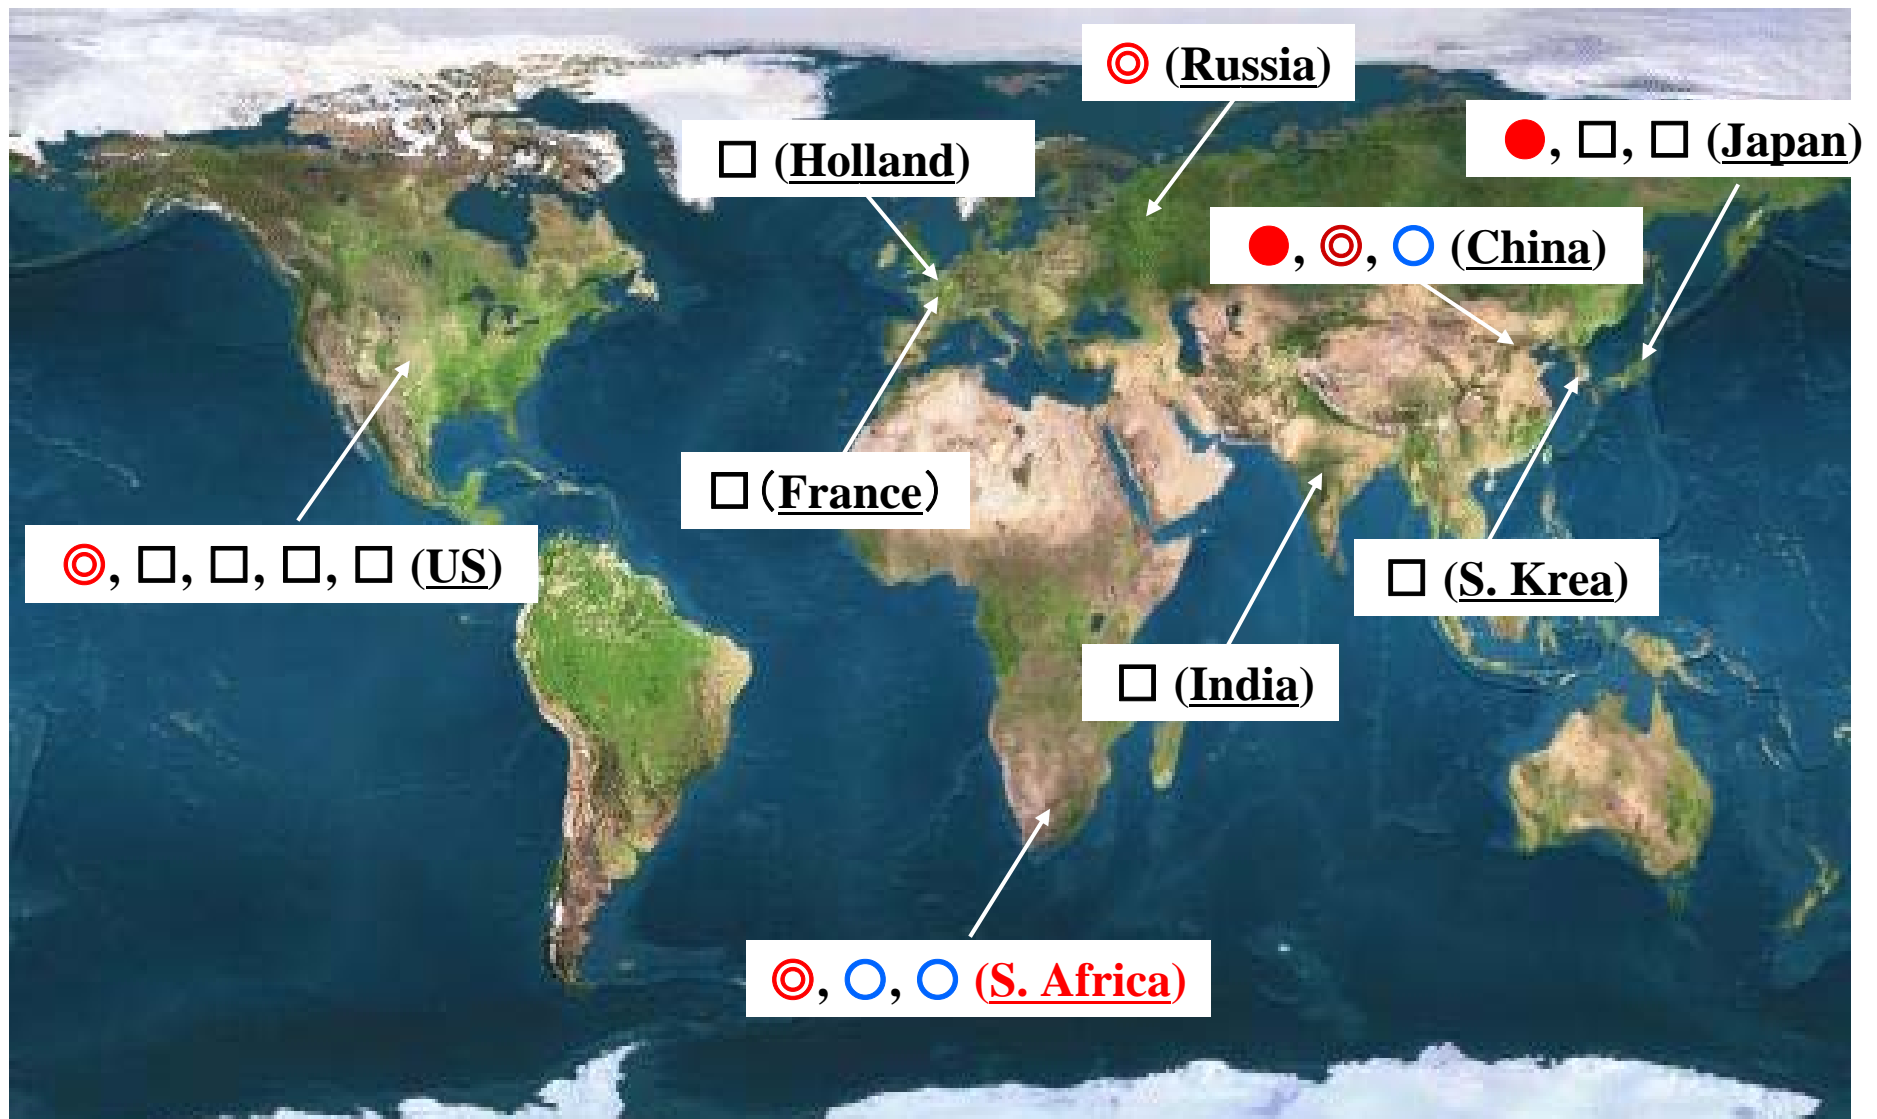 ◎ (Russia)
●, □, □ (Japan)
□ (Holland)
●, ◎, ○ (China)
□（France）
◎, □, □, □, □ (US)
□ (S. Krea)
□ (India)
◎, ○, ○ (S. Africa)